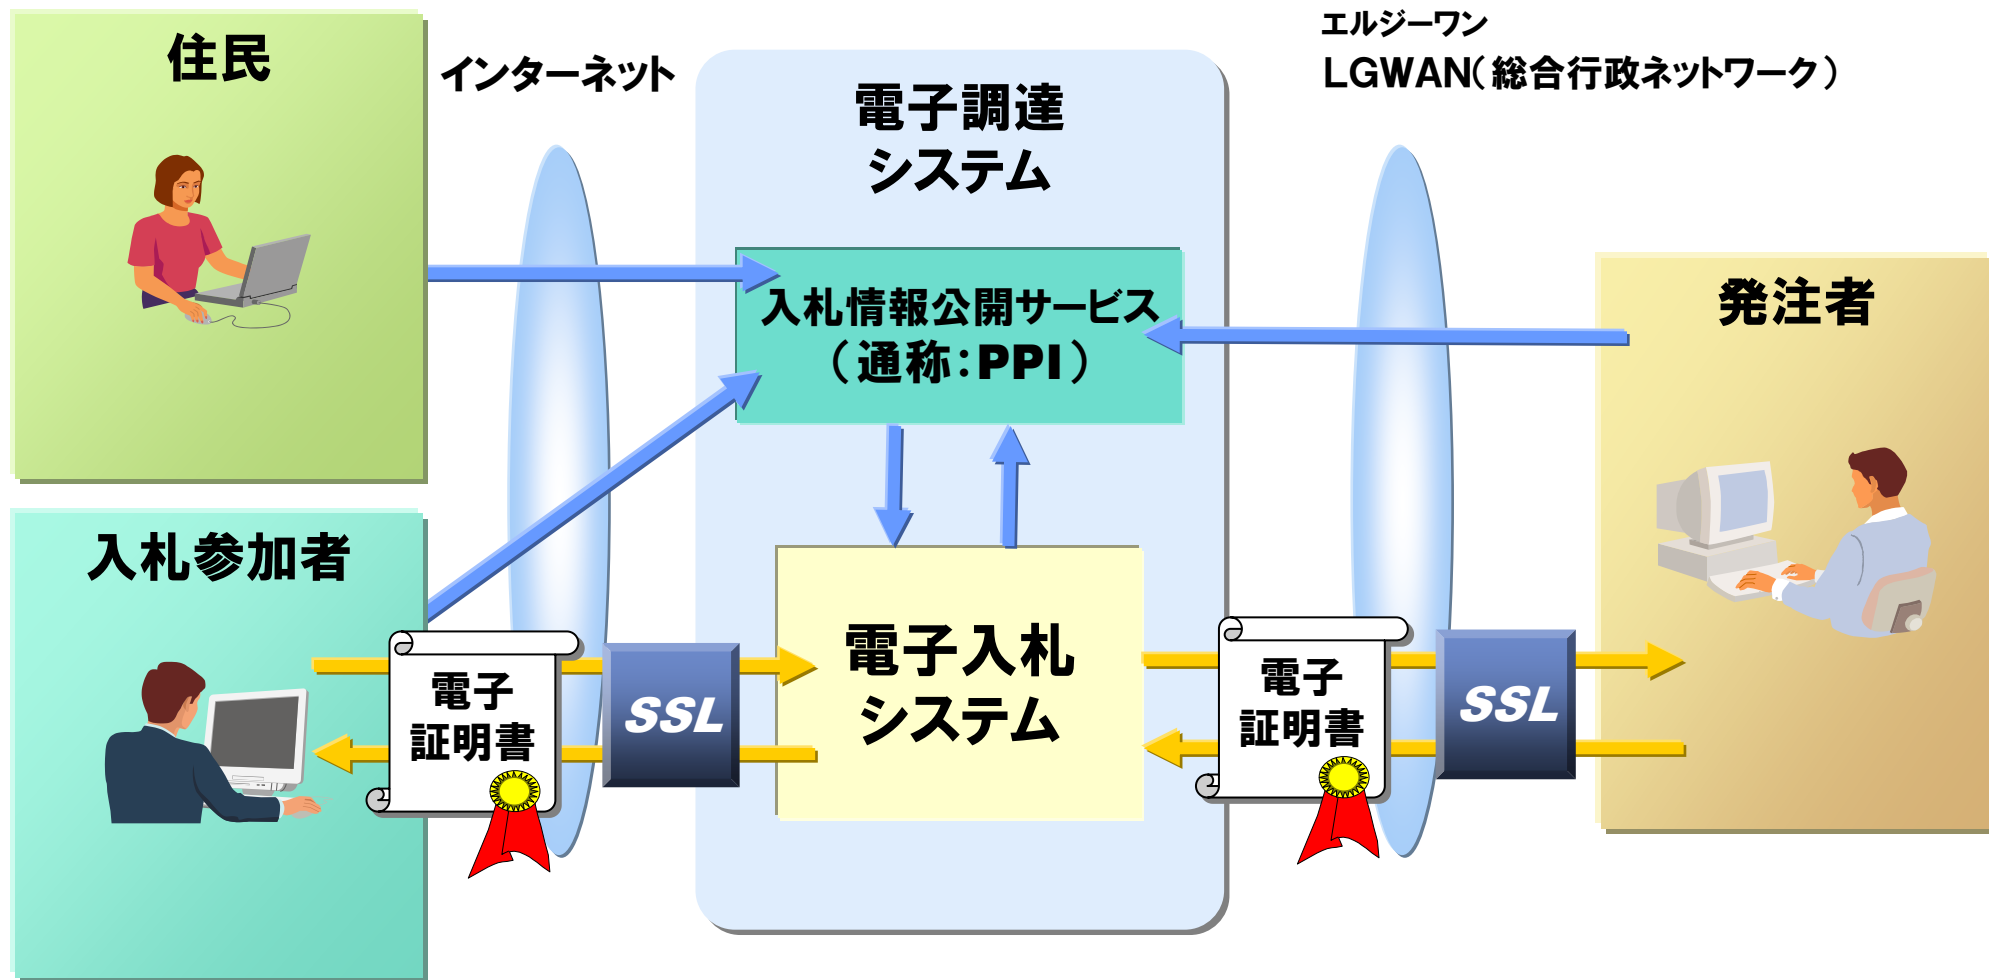 住民
インターネット
エルジーワン
LGWAN(総合行政ネットワーク)
電子調達
システム
入札情報公開サービス
(通称:PPI)
発注者
入札参加者
電子
証明書
SSL
電子入札
システム
電子
証明書
SSL